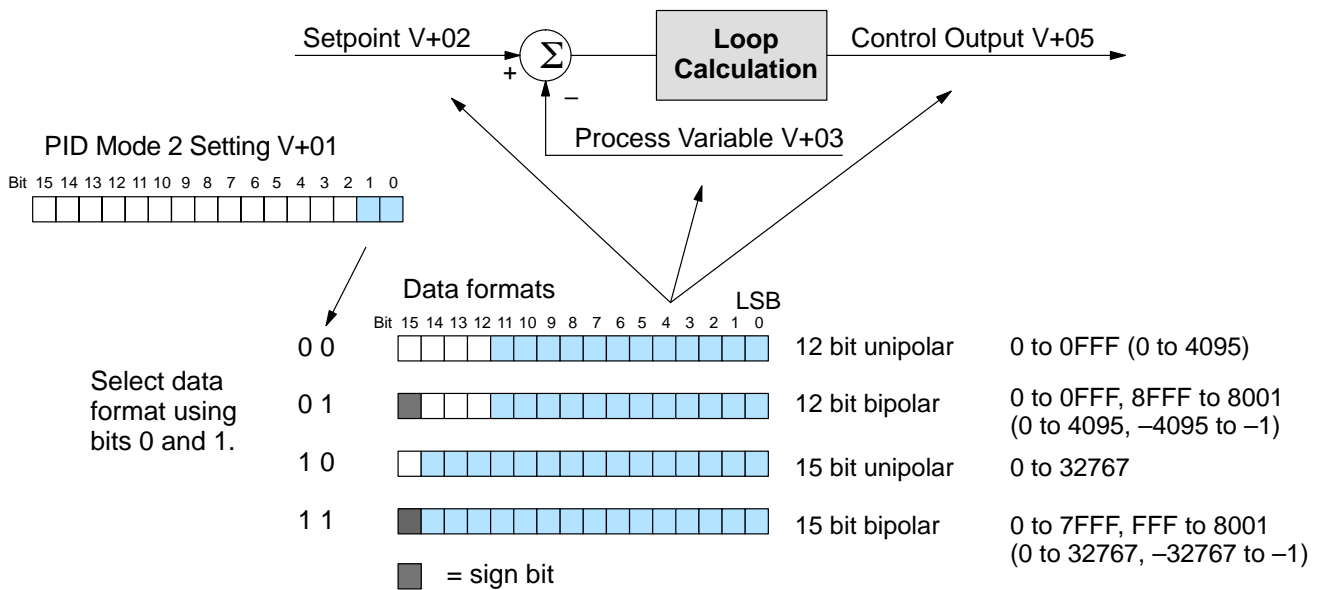 Setpoint V+02
+
Σ
–
Loop
Calculation
Control Output V+05
Process Variable V+03
PID Mode 2 Setting V+01
Bit 15 14 13 12 11 10 9 8 7 6 5 4 3 2 1 0
Data formats
LSB
Bit 15 14 13 12 11 10 9 8 7 6 5 4 3 2 1 0
Select data
format using
bits 0 and 1.
0 0
12 bit unipolar
0 to 0FFF (0 to 4095)
0 1
12 bit bipolar
0 to 0FFF, 8FFF to 8001
(0 to 4095, –4095 to –1)
1 0
15 bit unipolar
0 to 32767
1 1
15 bit bipolar
0 to 7FFF, FFF to 8001
(0 to 32767, –32767 to –1)
= sign bit